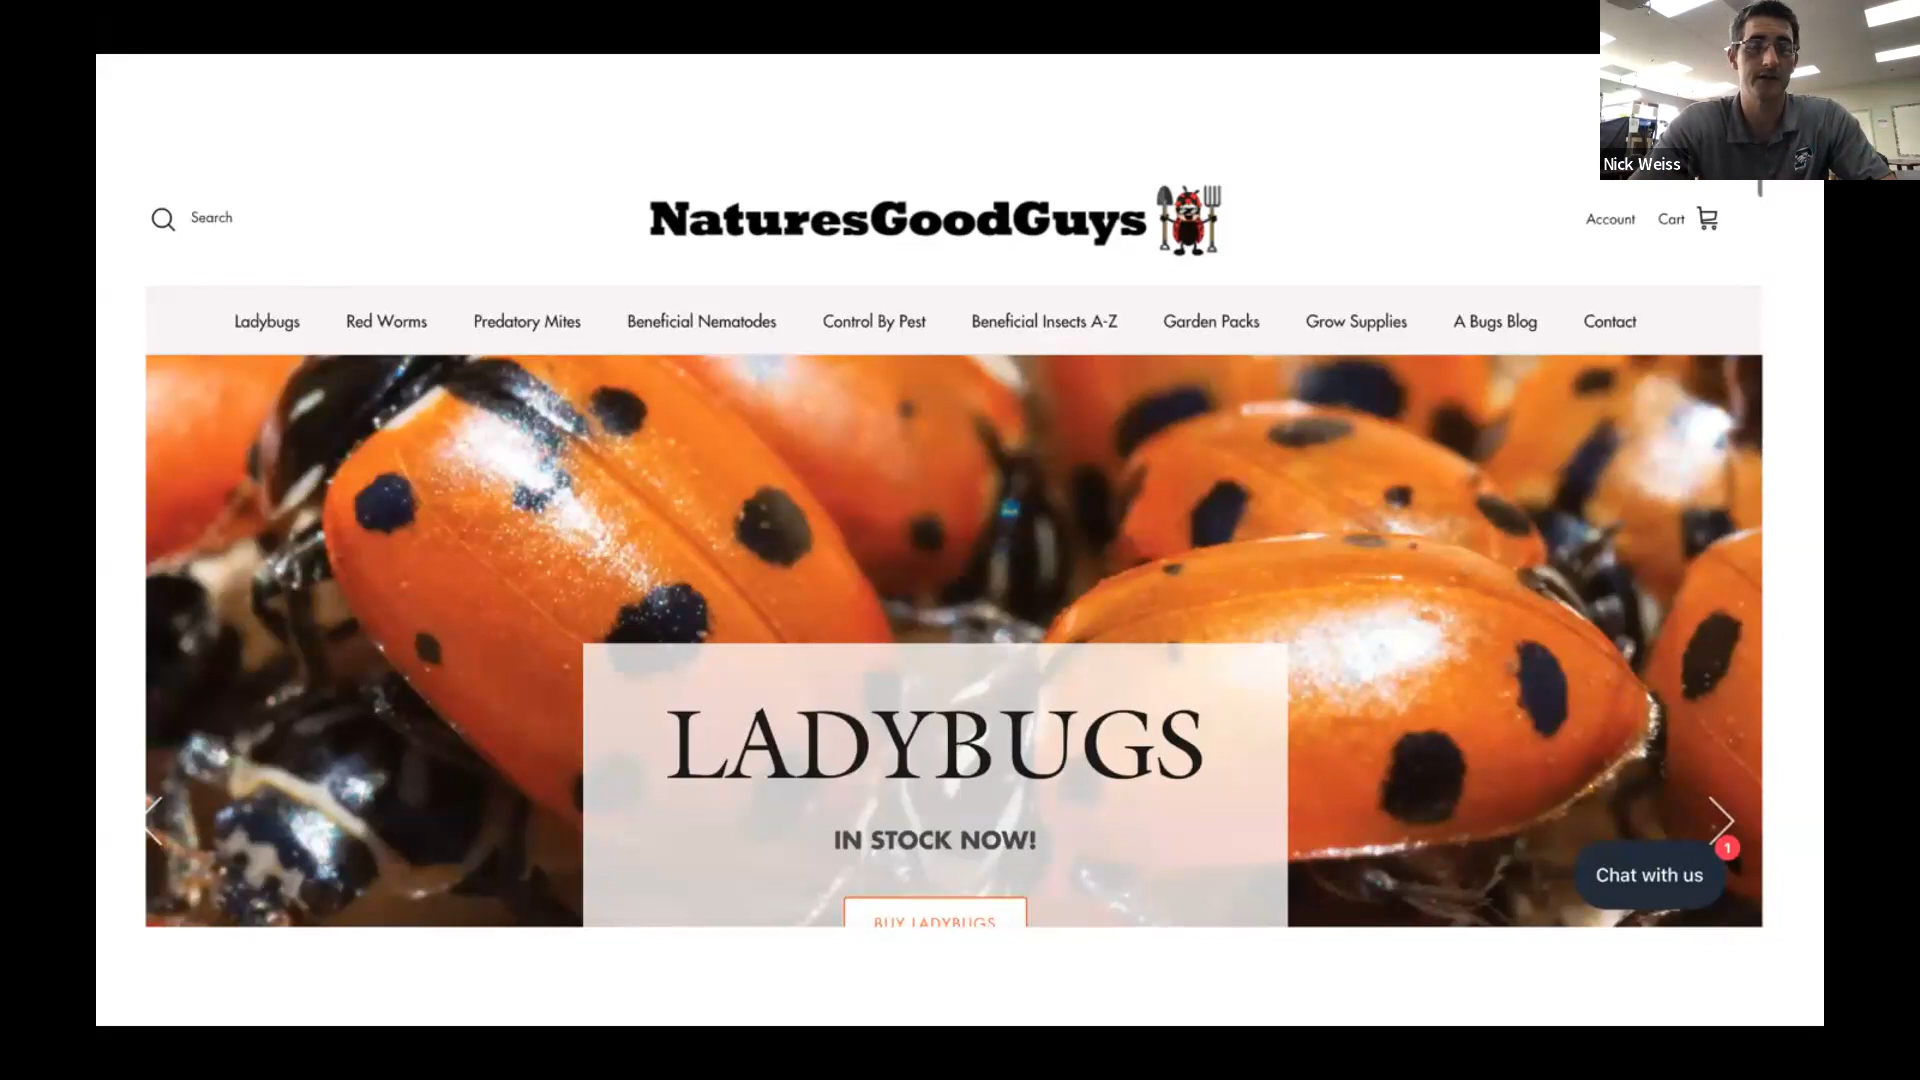 Nick Weiss
Search
NaturesGoodGuys
Account Cart
Ladybugs Red Worms Predatory Mites Beneficial Nematodes Control By Pest Beneficial Insects A-Z Garden Packs Grow Supplies A Bugs Blog Contact
LADYBUGS
IN STOCK NOW!
1
Chat with us
BUY LADYBUGS